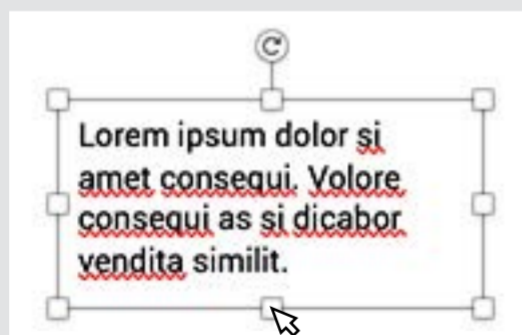 Lorem ipsum dolor si
amet consequi. Volore
consequi as si dicabor
vendita similit.